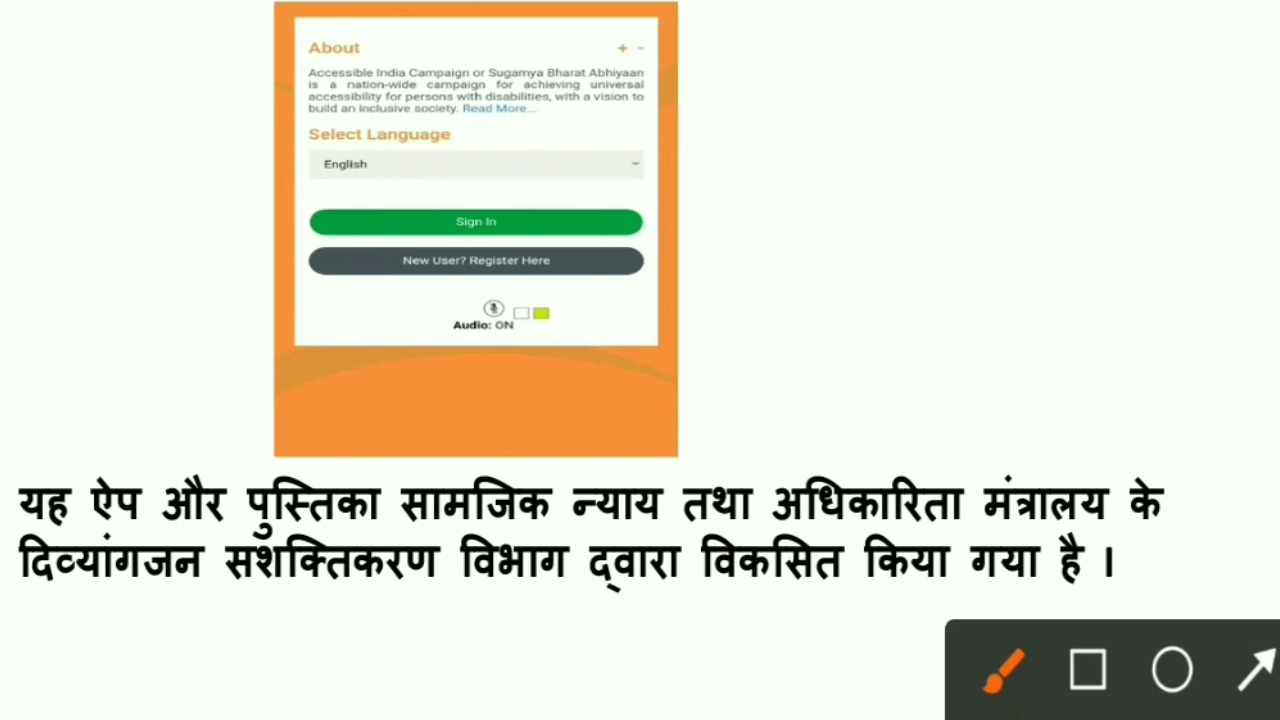 About
+ -
Accessible India Campaign or Sugamya Bharat Abhiyaan
is a nation-wide campaign for achieving universal
accessibility for persons with disabilities, with a vision to
build an inclusive society. Read More...
Select Language
English
Sign In
New User? Register Here
Audio: ON
यह ऐप और पुस्तिका सामजिक न्याय तथा अधिकारिता मंत्रालय के
दिव्यांगजन सशक्तिकरण विभाग द्वारा विकसित किया गया है ।